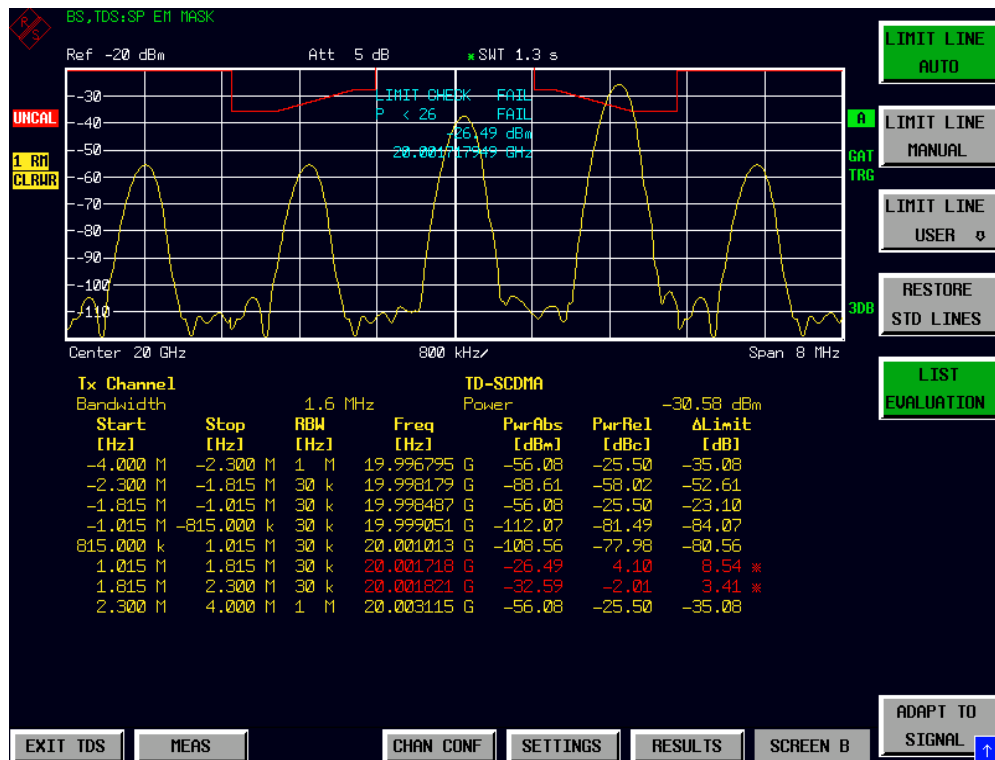 R
S
BS,TDS:SP EM MASK
Ref -20 dBm Att 5 dB *SWT 1.3 s
-30
LIMIT CHECK FAIL
P < 26 FAIL
-40
-26.49 dBm
-50
20.001717949 GHz
-60
-70
-80
-90
-100
-110
UNCAL
1 RM
CLRWR
A
GAT
TRG
3DB
Center 20 GHz 800 kHz/ Span 8 MHz
Tx Channel TD-SCDMA
Bandwidth 1.6 MHz Power -30.58 dBm
Start Stop RBW Freq PwrAbs PwrRel ΔLimit
[Hz] [Hz] [Hz] [Hz] [dBm] [dBc] [dB]
-4.000 M -2.300 M 1 M 19.996795 G -56.08 -25.50 -35.08
-2.300 M -1.815 M 30 k 19.998179 G -88.61 -58.02 -52.61
-1.815 M -1.015 M 30 k 19.998487 G -56.08 -25.50 -23.10
-1.015 M -815.000 k 30 k 19.999051 G -112.07 -81.49 -84.07
815.000 k 1.015 M 30 k 20.001013 G -108.56 -77.98 -80.56
1.015 M 1.815 M 30 k 20.001718 G -26.49 4.10 8.54 *
1.815 M 2.300 M 30 k 20.001821 G -32.59 -2.01 3.41 *
2.300 M 4.000 M 1 M 20.003115 G -56.08 -25.50 -35.08
LIMIT LINE
AUTO
LIMIT LINE
MANUAL
LIMIT LINE
USER ⇩
RESTORE
STD LINES
LIST
EVALUATION
ADAPT TO
SIGNAL ↑
EXIT TDS MEAS CHAN CONF SETTINGS RESULTS SCREEN B